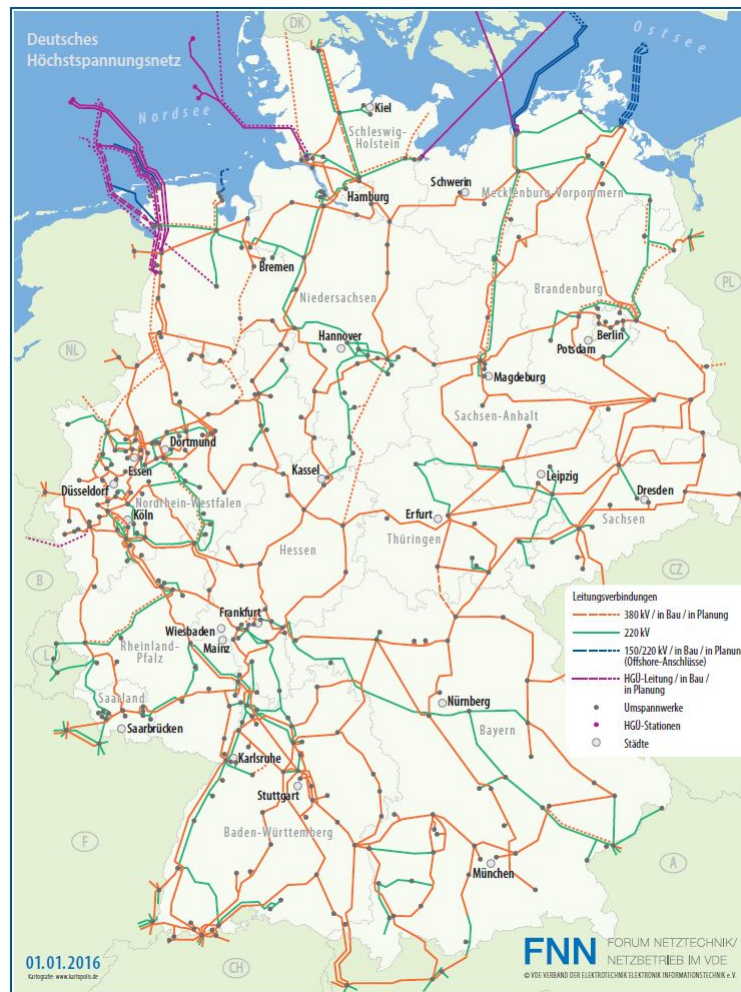 Deutsches
Höchstspannungsnetz
DK
Ostsee
Nordsee
Kiel
Schleswig-
Holstein
Hamburg
Schwerin
Mecklenburg-Vorpommern
Bremen
Niedersachsen
Brandenburg
PL
Hannover
Berlin
Potsdam
NL
Magdeburg
Sachsen-Anhalt
Dortmund
Essen
Düsseldorf
Kassel
Leipzig
Nordrhein-Westfalen
Köln
Dresden
Erfurt
Sachsen
Thüringen
Hessen
B
CZ
Frankfurt
Wiesbaden
Mainz
L
Rheinland-
Pfalz
Saarland
Saarbrücken
Nürnberg
Bayern
Karlsruhe
Stuttgart
Baden-Württemberg
F
München
A
CH
Leitungsverbindungen
380 kV / in Bau / in Planung
220 kV
150/220 kV / in Bau / in Planun
(Offshore-Anschlüsse)
HGÜ-Leitung / in Bau /
in Planung
Umspannwerke
HGÜ-Stationen
Städte
01.01.2016
Kartografie: www.kartopolis.de
FNN FORUM NETZTECHNIK/
NETZBETRIEB IM VDE
© VDE VERBAND DER ELEKTROTECHNIK ELEKTRONIK INFORMATIONSTECHNIK e.V.